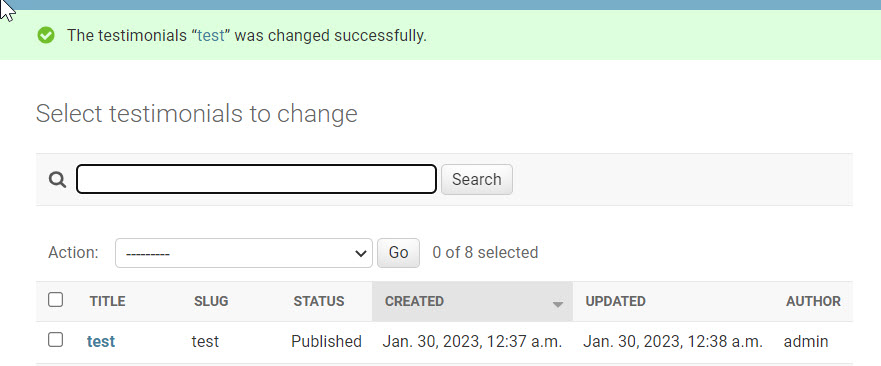 The testimonials “test” was changed successfully.
Select testimonials to change
Search
Action: --------- Go 0 of 8 selected
TITLE SLUG STATUS CREATED UPDATED AUTHOR
test test Published Jan. 30, 2023, 12:37 a.m. Jan. 30, 2023, 12:38 a.m. admin